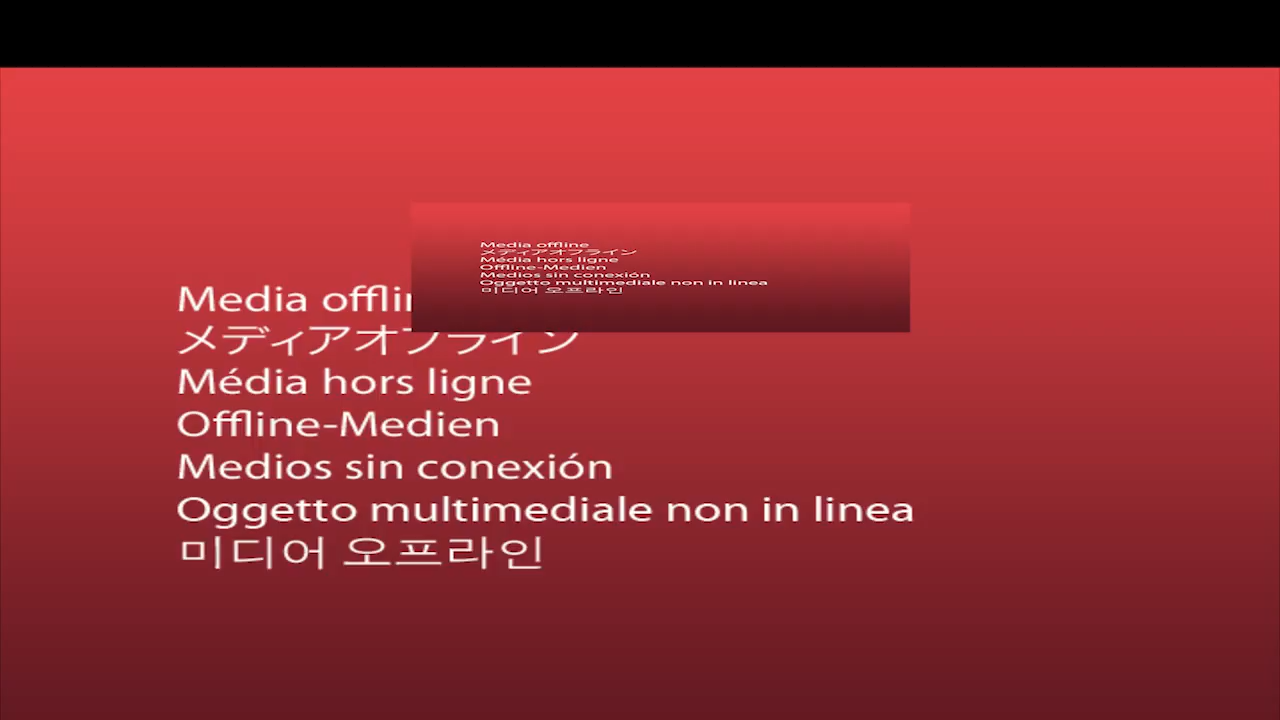 Media offline
メディアオフライン
Média hors ligne
Offline-Medien
Medios sin conexión
Oggetto multimediale non in linea
미디어 오프라인
Media offlin
メディアオフライン
Média hors ligne
Offline-Medien
Medios sin conexión
Oggetto multimediale non in linea
미디어 오프라인